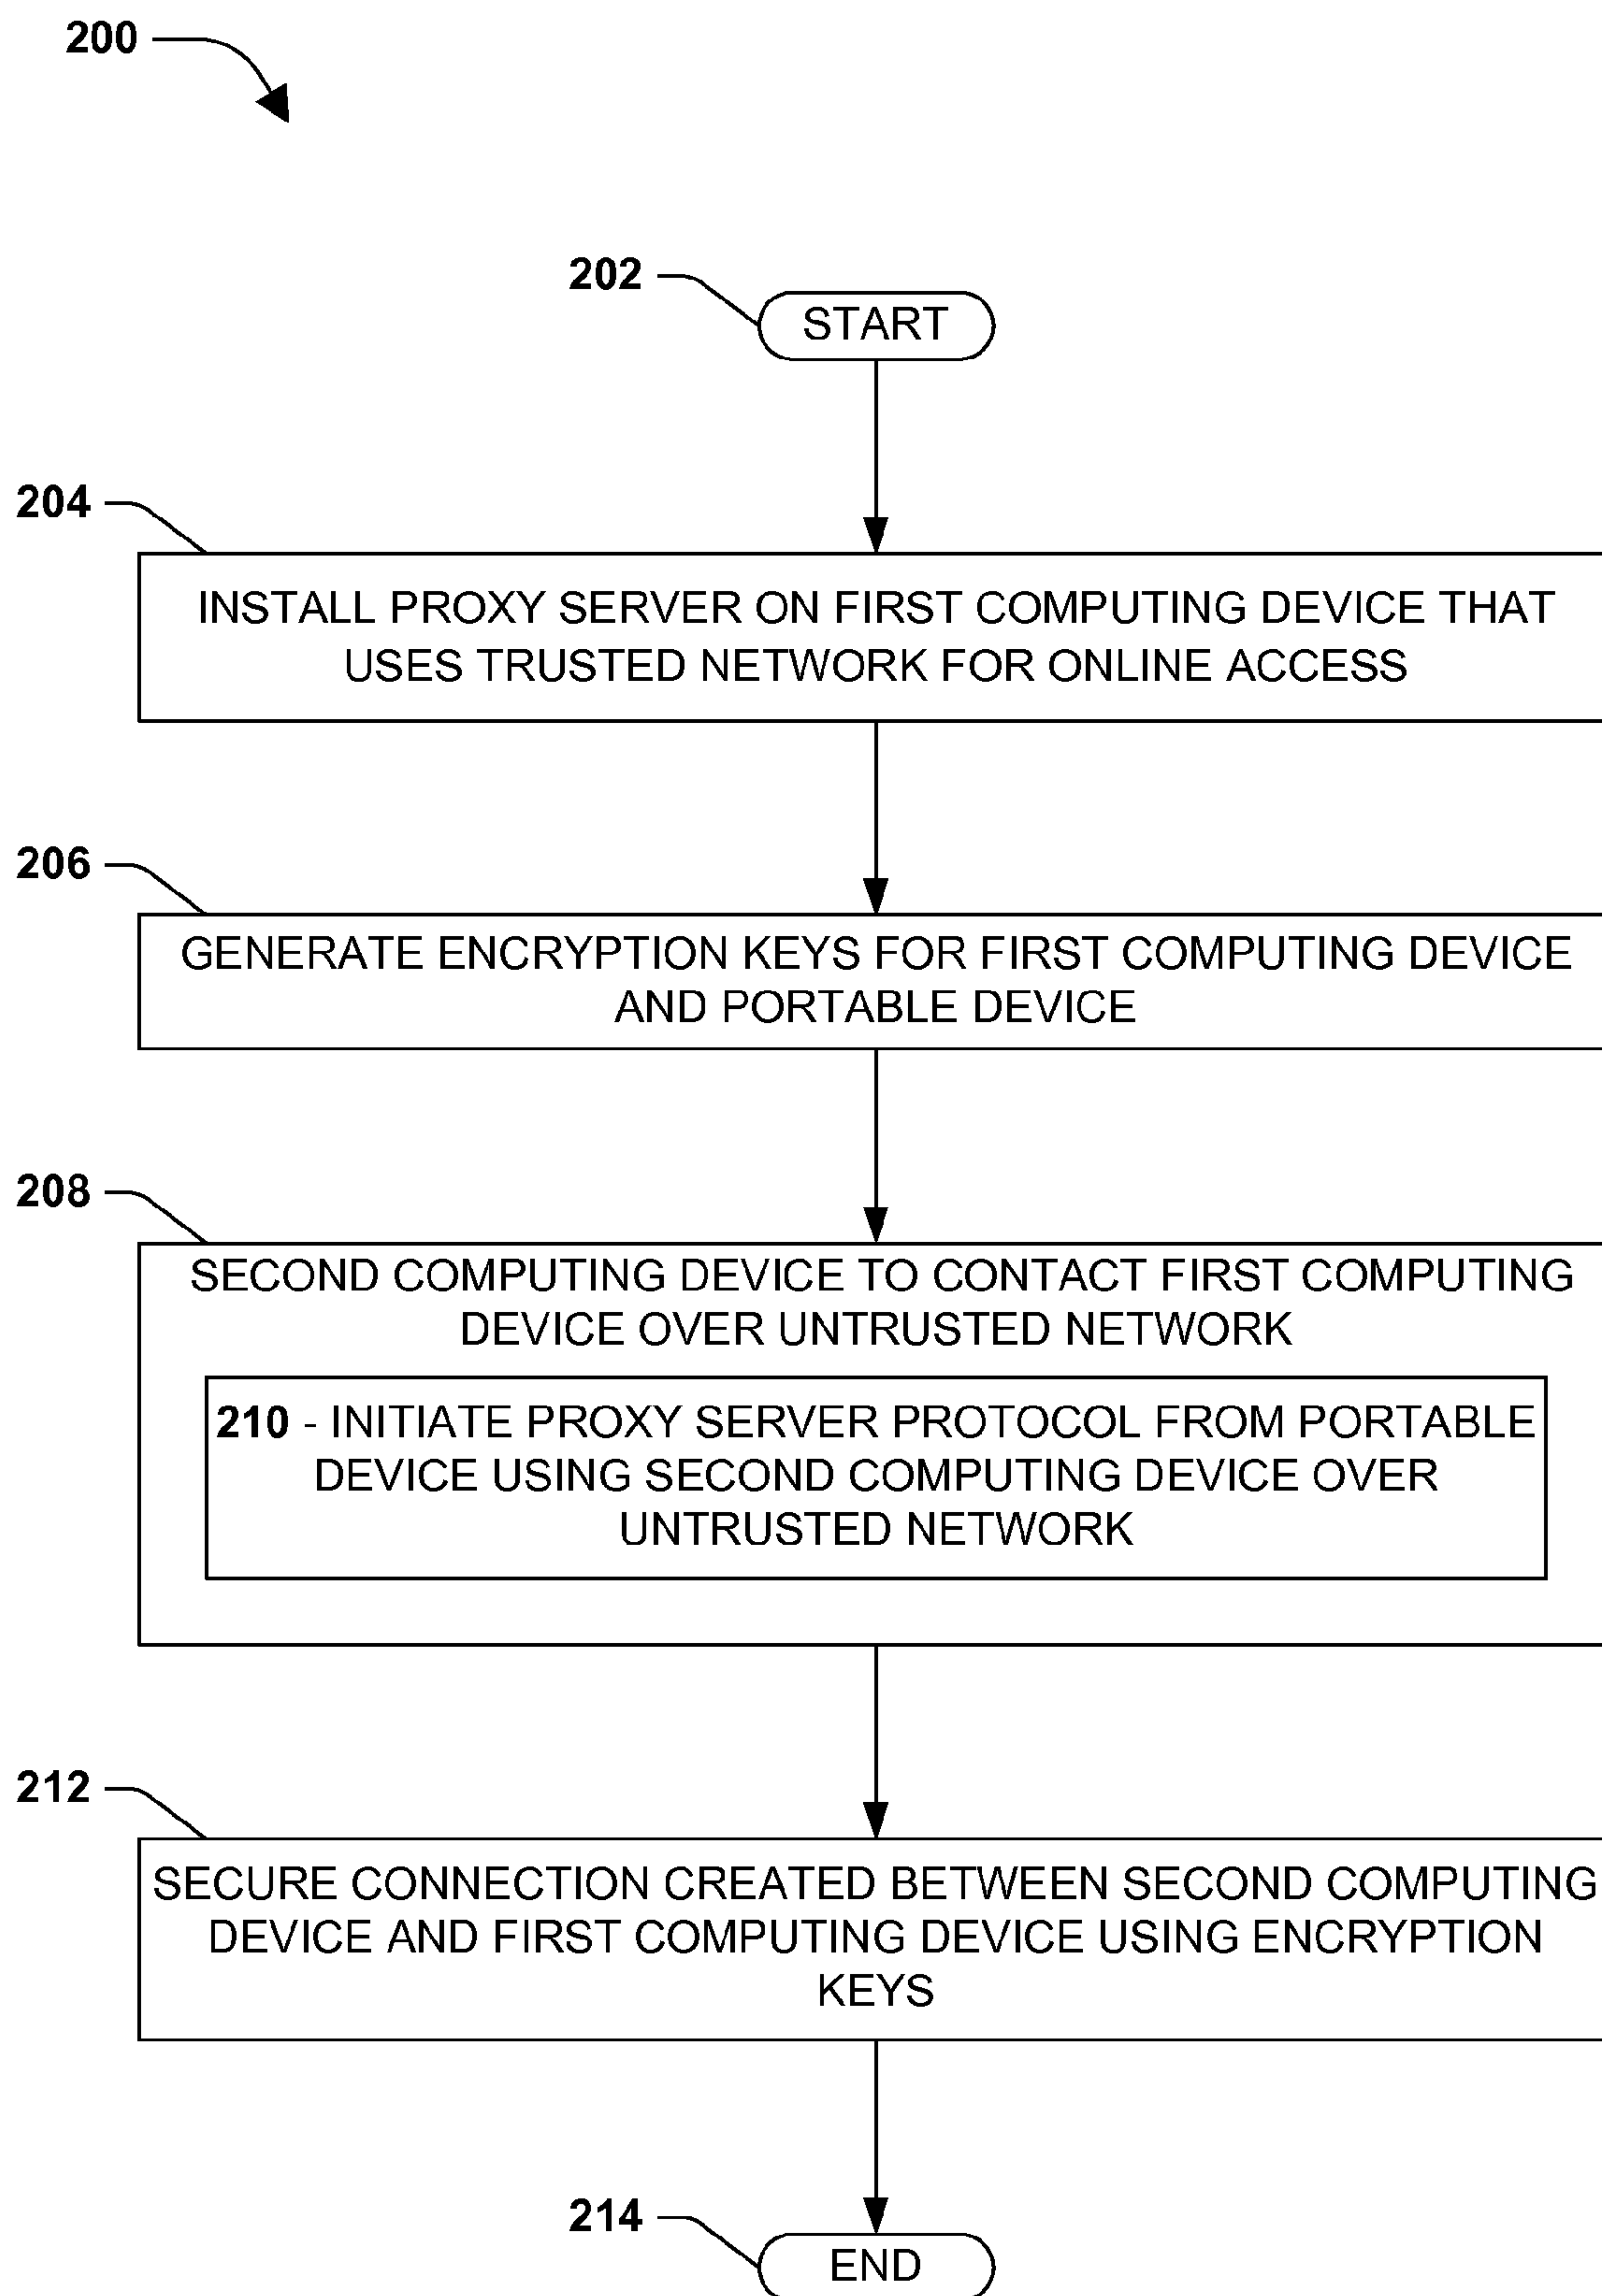 200
202
START
204
INSTALL PROXY SERVER ON FIRST COMPUTING DEVICE THAT
USES TRUSTED NETWORK FOR ONLINE ACCESS
206
GENERATE ENCRYPTION KEYS FOR FIRST COMPUTING DEVICE
AND PORTABLE DEVICE
208
SECOND COMPUTING DEVICE TO CONTACT FIRST COMPUTING
DEVICE OVER UNTRUSTED NETWORK
210 - INITIATE PROXY SERVER PROTOCOL FROM PORTABLE
DEVICE USING SECOND COMPUTING DEVICE OVER
UNTRUSTED NETWORK
212
SECURE CONNECTION CREATED BETWEEN SECOND COMPUTING
DEVICE AND FIRST COMPUTING DEVICE USING ENCRYPTION
KEYS
214
END